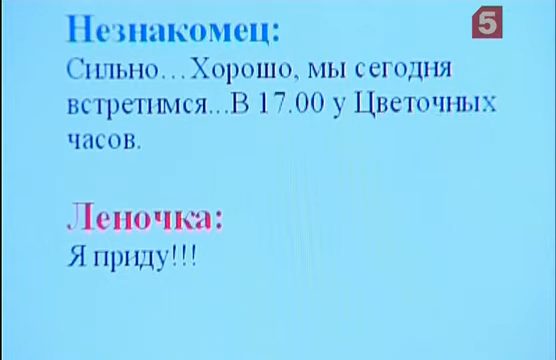 5
Незнакомец:
Сильно...Хорошо, мы сегодня
встретимся...В 17.00 у Цветочных
часов.
Леночка:
Я приду!!!